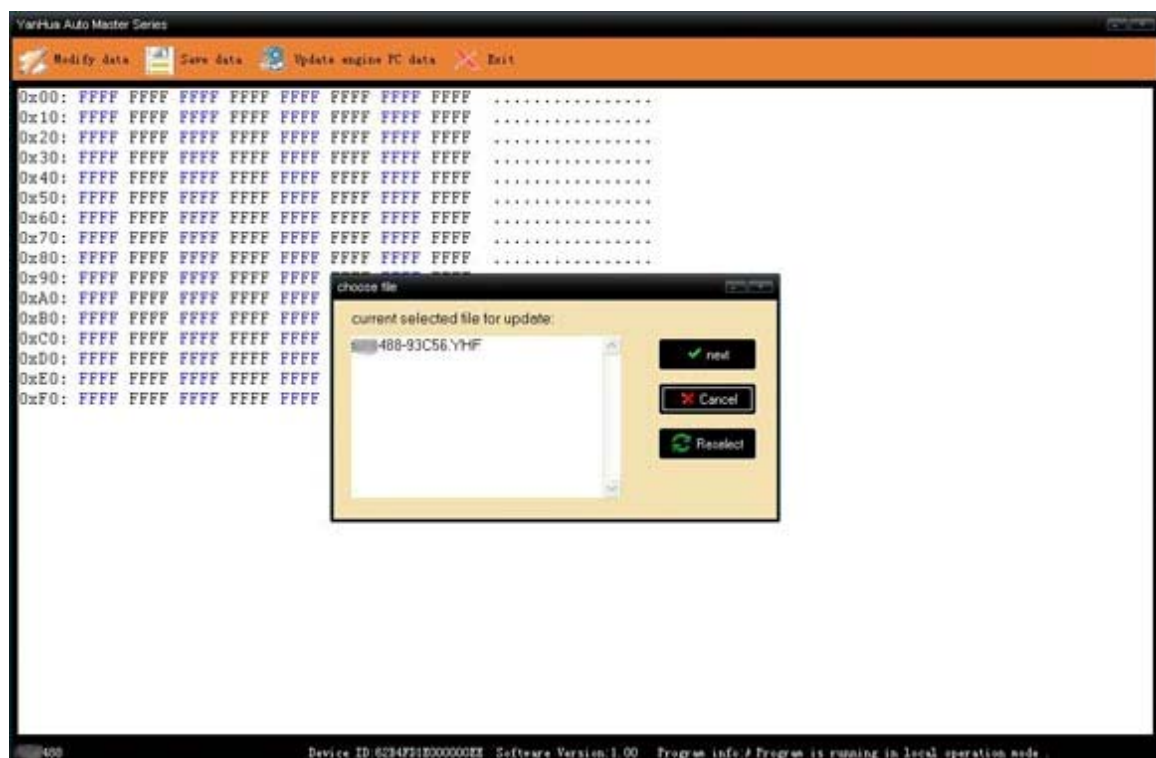 YanHua Auto Master Series
Modify data Save data Update engine PC data Exit
0x00: FFFF FFFF FFFF FFFF FFFF FFFF FFFF FFFF ................
0x10: FFFF FFFF FFFF FFFF FFFF FFFF FFFF FFFF ................
0x20: FFFF FFFF FFFF FFFF FFFF FFFF FFFF FFFF ................
0x30: FFFF FFFF FFFF FFFF FFFF FFFF FFFF FFFF ................
0x40: FFFF FFFF FFFF FFFF FFFF FFFF FFFF FFFF ................
0x50: FFFF FFFF FFFF FFFF FFFF FFFF FFFF FFFF ................
0x60: FFFF FFFF FFFF FFFF FFFF FFFF FFFF FFFF ................
0x70: FFFF FFFF FFFF FFFF FFFF FFFF FFFF FFFF ................
0x80: FFFF FFFF FFFF FFFF FFFF FFFF FFFF FFFF ................
0x90: FFFF FFFF FFFF FFFF FFFF
0xA0: FFFF FFFF FFFF FFFF FFFF
0xB0: FFFF FFFF FFFF FFFF FFFF
0xC0: FFFF FFFF FFFF FFFF FFFF
0xD0: FFFF FFFF FFFF FFFF FFFF
0xE0: FFFF FFFF FFFF FFFF FFFF
0xF0: FFFF FFFF FFFF FFFF FFFF
choose file
current selected file for update:
488-93C56.YHF
next
Cancel
Reselect
488 Device ID: Software Version:1.00 Program info:# Program is running in local operation mode .